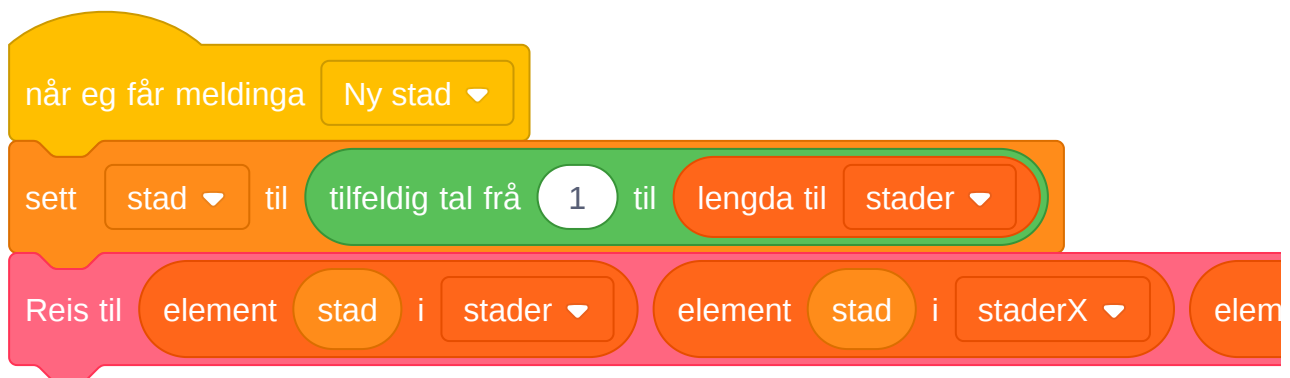 når eg får meldinga Ny stad
sett stad til tilfeldig tal frå 1 til lengda til stader
Reis til element stad i stader element stad i staderX elem